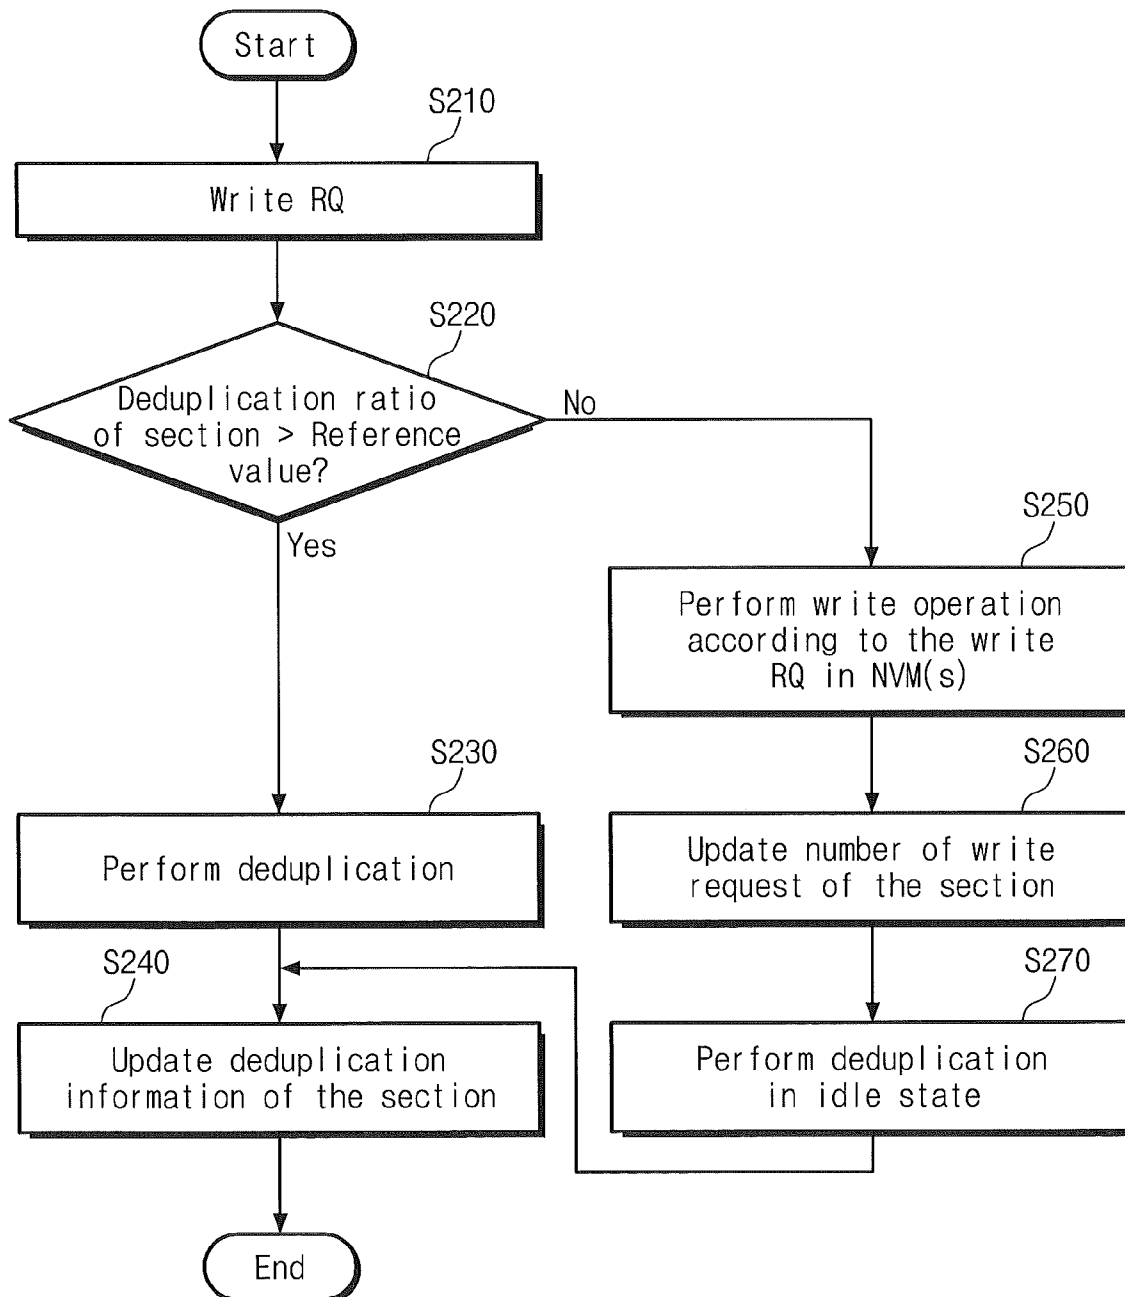 Start
S210
Write RQ
S220
Deduplication ratio
of section > Reference
value?
No
Yes
S250
Perform write operation
according to the write
RQ in NVM(s)
S230
Perform deduplication
S260
Update number of write
request of the section
S240
Update deduplication
information of the section
S270
Perform deduplication
in idle state
End